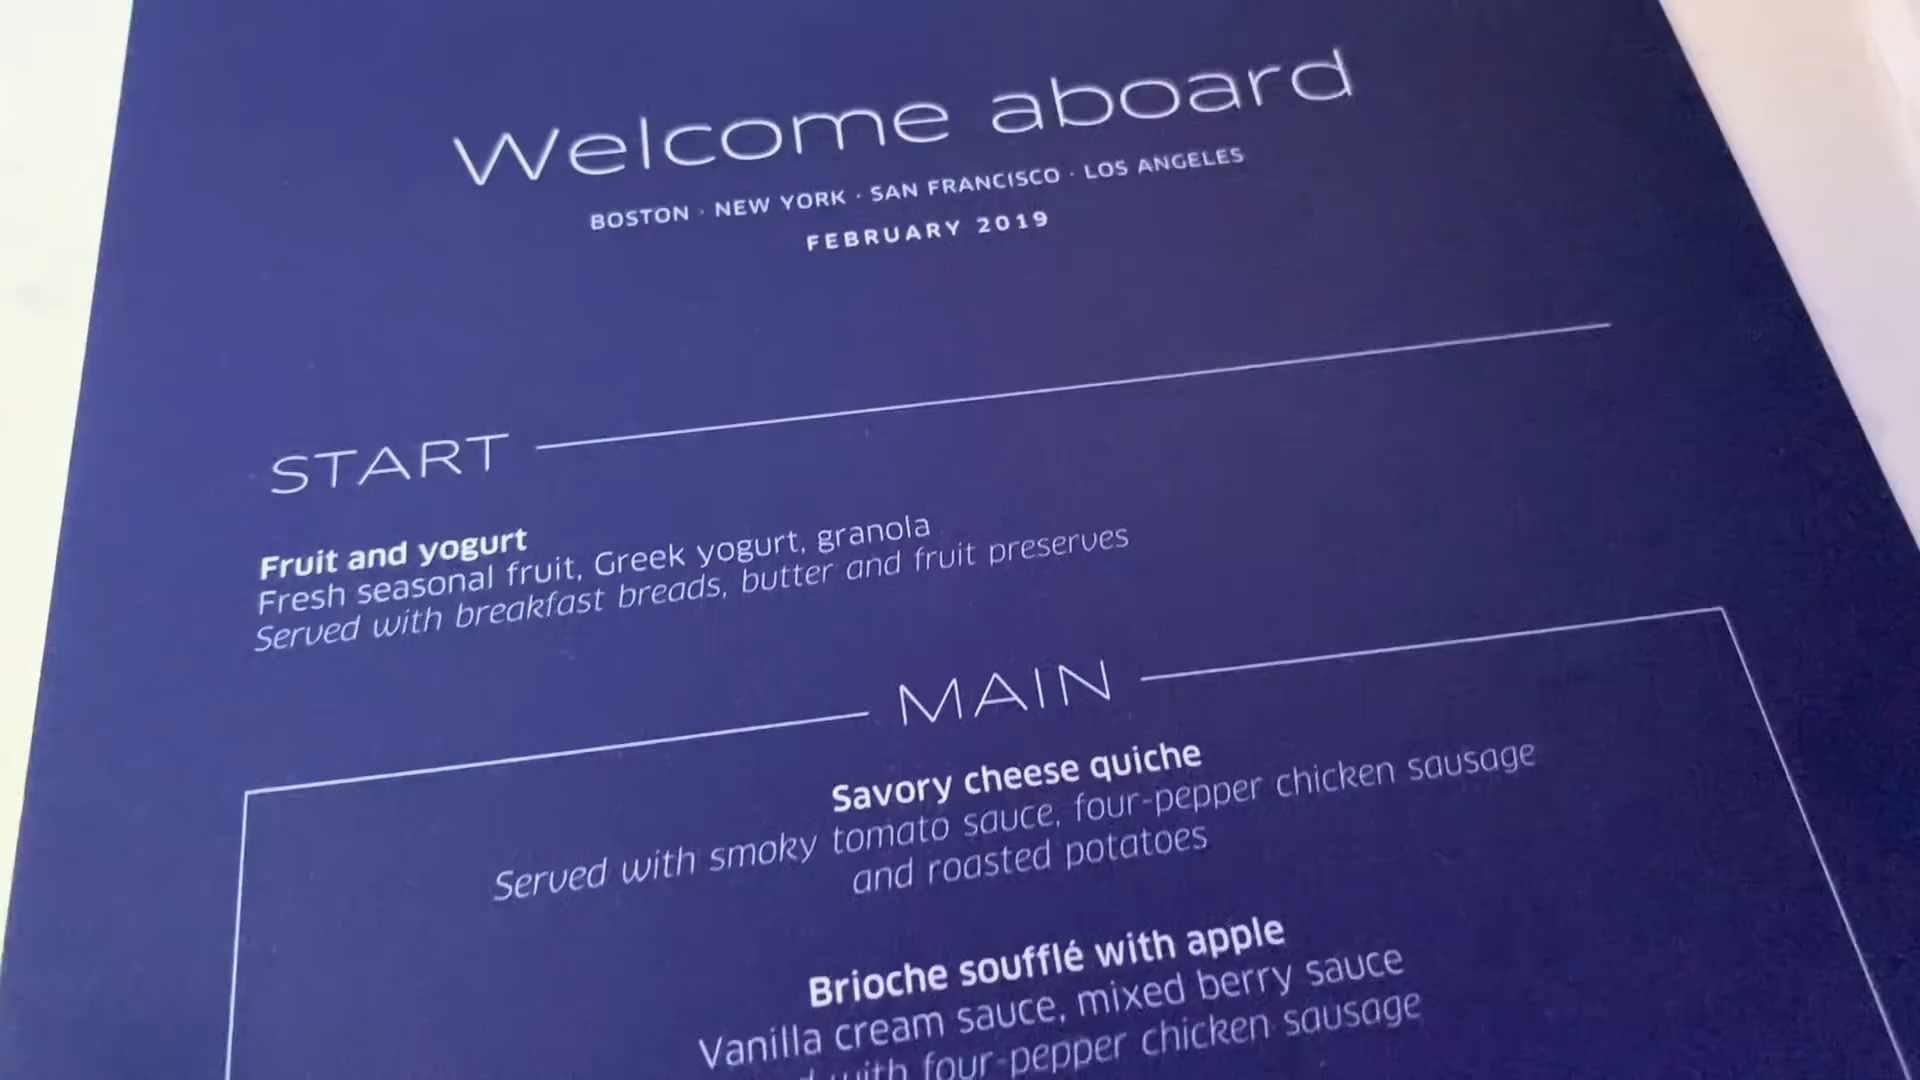 Welcome aboard
BOSTON · NEW YORK · SAN FRANCISCO · LOS ANGELES
FEBRUARY 2019
START
Fruit and yogurt
Fresh seasonal fruit, Greek yogurt, granola
Served with breakfast breads, butter and fruit preserves
MAIN
Savory cheese quiche
Served with smoky tomato sauce, four-pepper chicken sausage
and roasted potatoes
Brioche soufflé with apple
Vanilla cream sauce, mixed berry sauce
with four-pepper chicken sausage